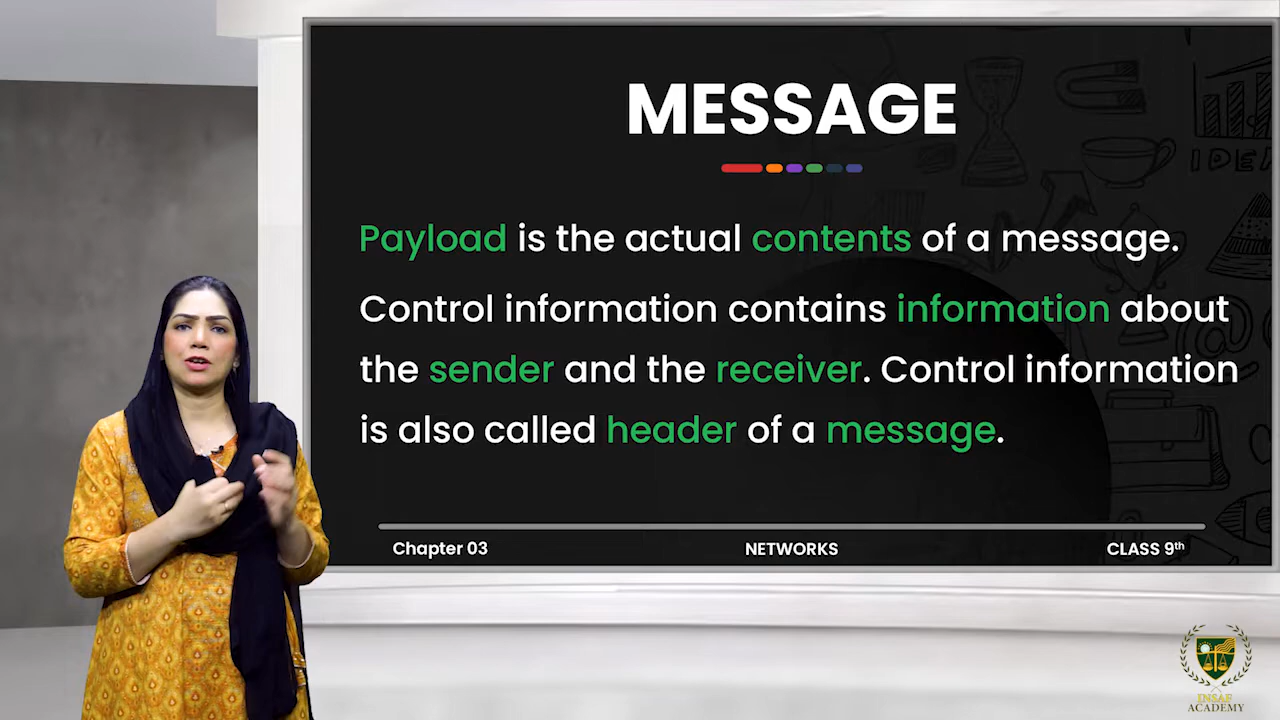 MESSAGE
Payload is the actual contents of a message.
Control information contains information about
the sender and the receiver. Control information
is also called header of a message.
Chapter 03
NETWORKS
CLASS 9th
IDEA
INSAF
ACADEMY